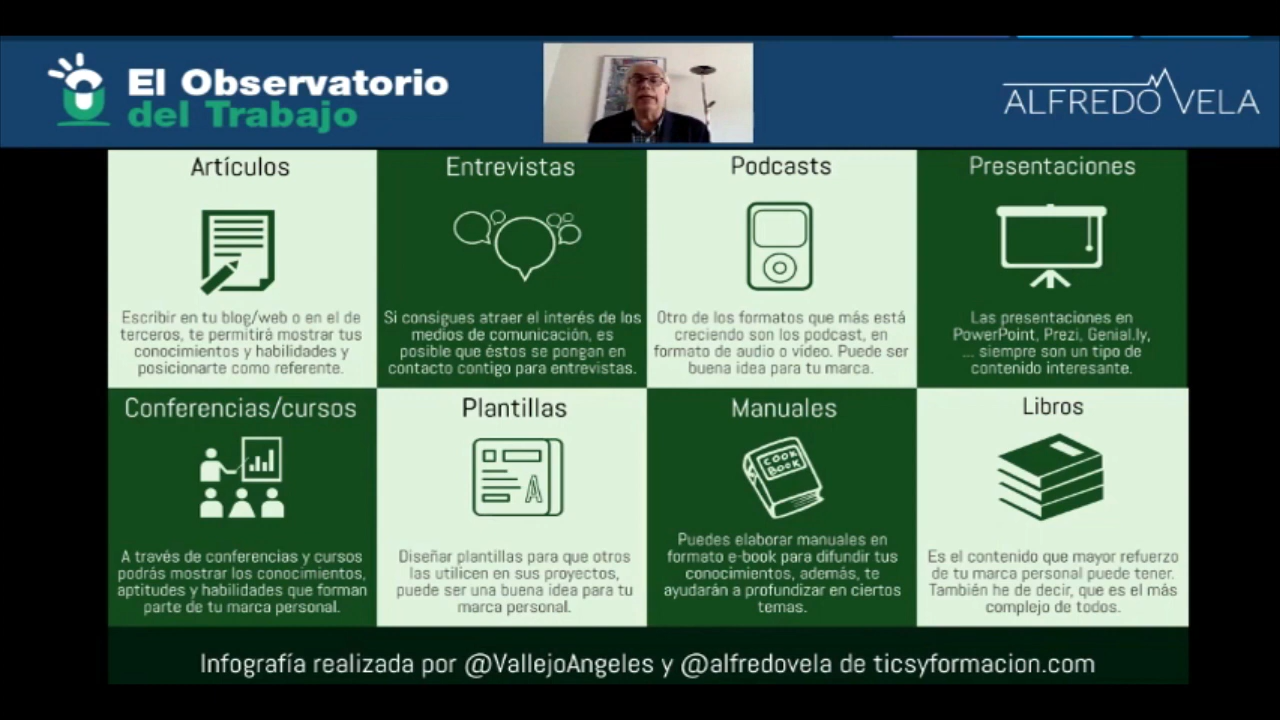 El Observatorio
del Trabajo
ALFREDO VELA
Artículos
Escribir en tu blog/web o en el de
terceros, te permitirá mostrar tus
conocimientos y habilidades y
posicionarte como referente.
Entrevistas
Si consigues atraer el interés de los
medios de comunicación, es
posible que éstos se pongan en
contacto contigo para entrevistas.
Podcasts
Otro de los formatos que más está
creciendo son los podcast, en
formato de audio o vídeo. Puede ser
buena idea para tu marca.
Presentaciones
Las presentaciones en
PowerPoint, Prezi, Genial.ly,
... siempre son un tipo de
contenido interesante.
Conferencias/cursos
A través de conferencias y cursos
podrás mostrar los conocimientos,
aptitudes y habilidades que forman
parte de tu marca personal.
Plantillas
A
Diseñar plantillas para que otros
las utilicen en sus proyectos,
puede ser una buena idea para tu
marca personal.
Manuales
COOK
BOOK
Puedes elaborar manuales en
formato e-book para difundir tus
conocimientos, además, te
ayudarán a profundizar en ciertos
temas.
Libros
Es el contenido que mayor refuerzo
de tu marca personal puede tener.
También he de decir, que es el más
complejo de todos.
Infografía realizada por @VallejoAngeles y @alfredovela de ticsyformacion.com